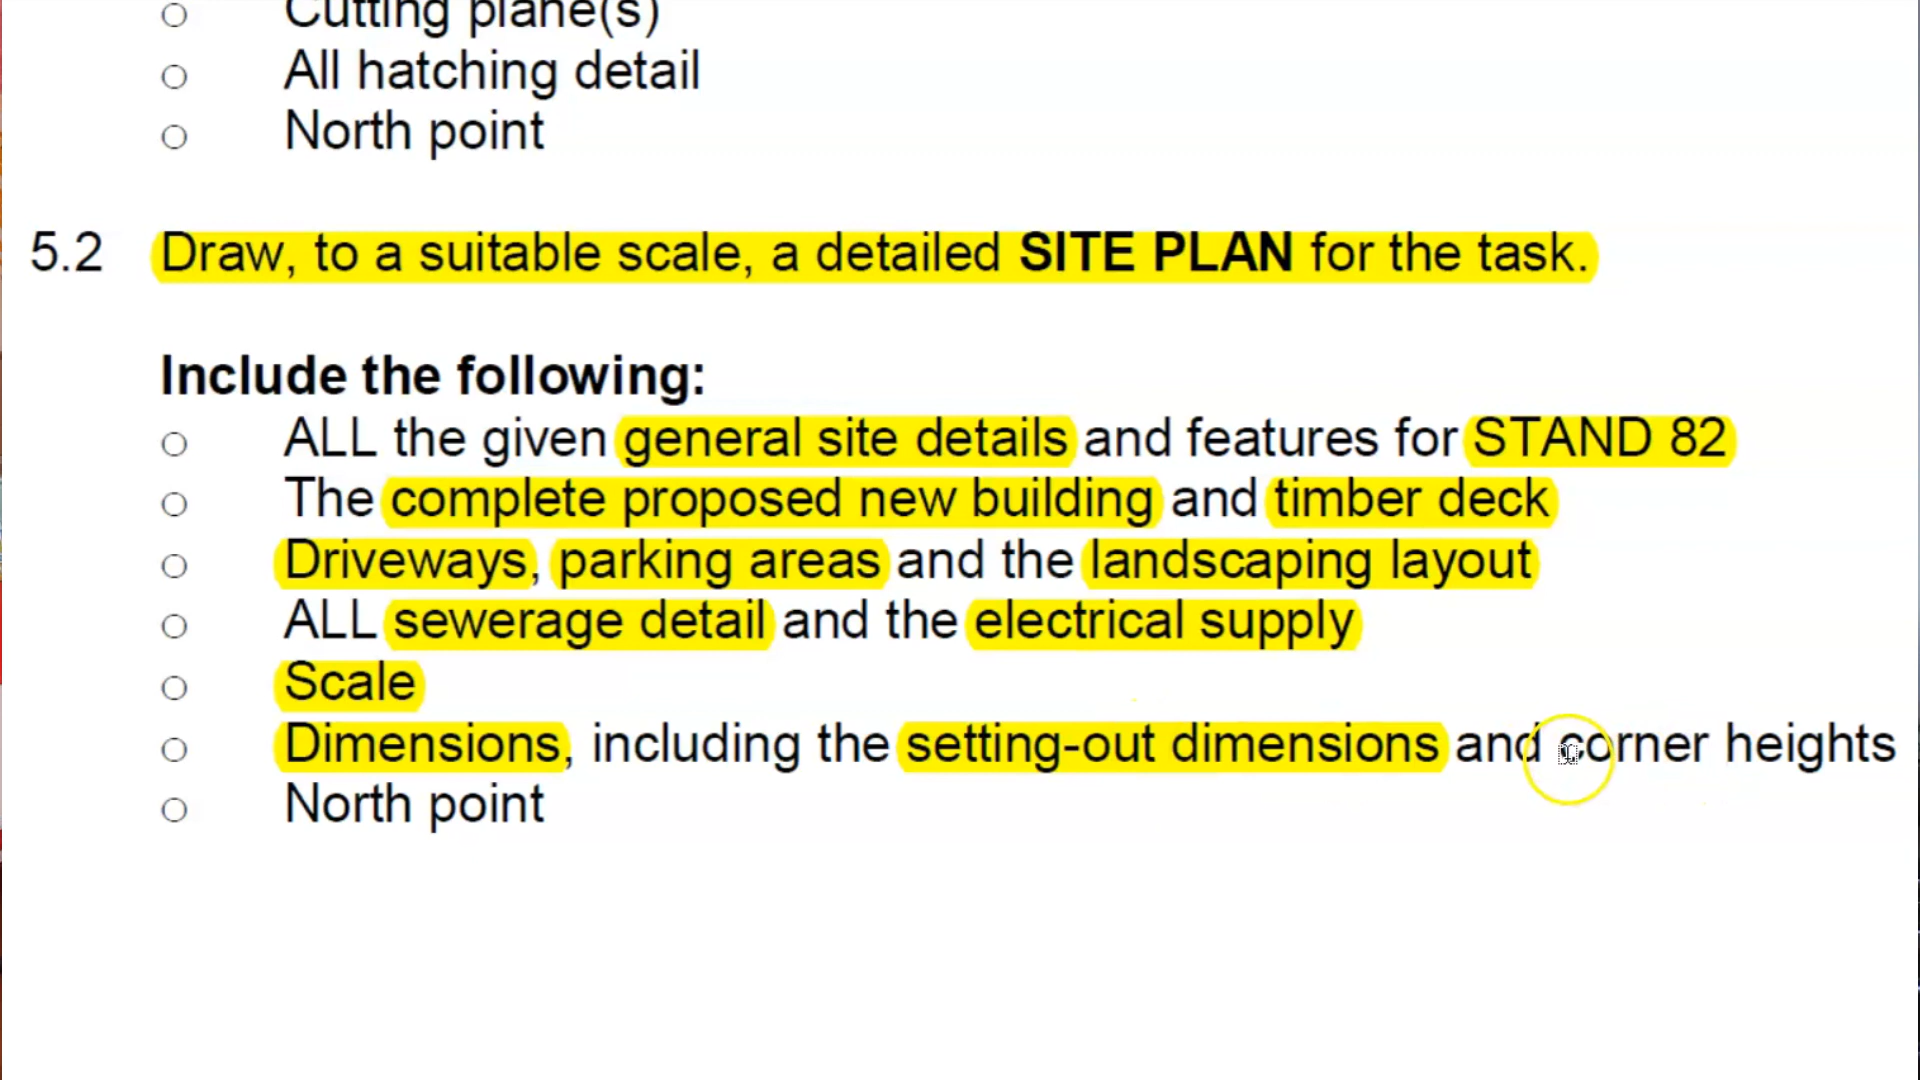 Cutting plane(s)
All hatching detail
North point
5.2 Draw, to a suitable scale, a detailed SITE PLAN for the task.
Include the following:
ALL the given general site details and features for STAND 82
The complete proposed new building and timber deck
Driveways, parking areas and the landscaping layout
ALL sewerage detail and the electrical supply
Scale
Dimensions, including the setting-out dimensions and corner heights
North point